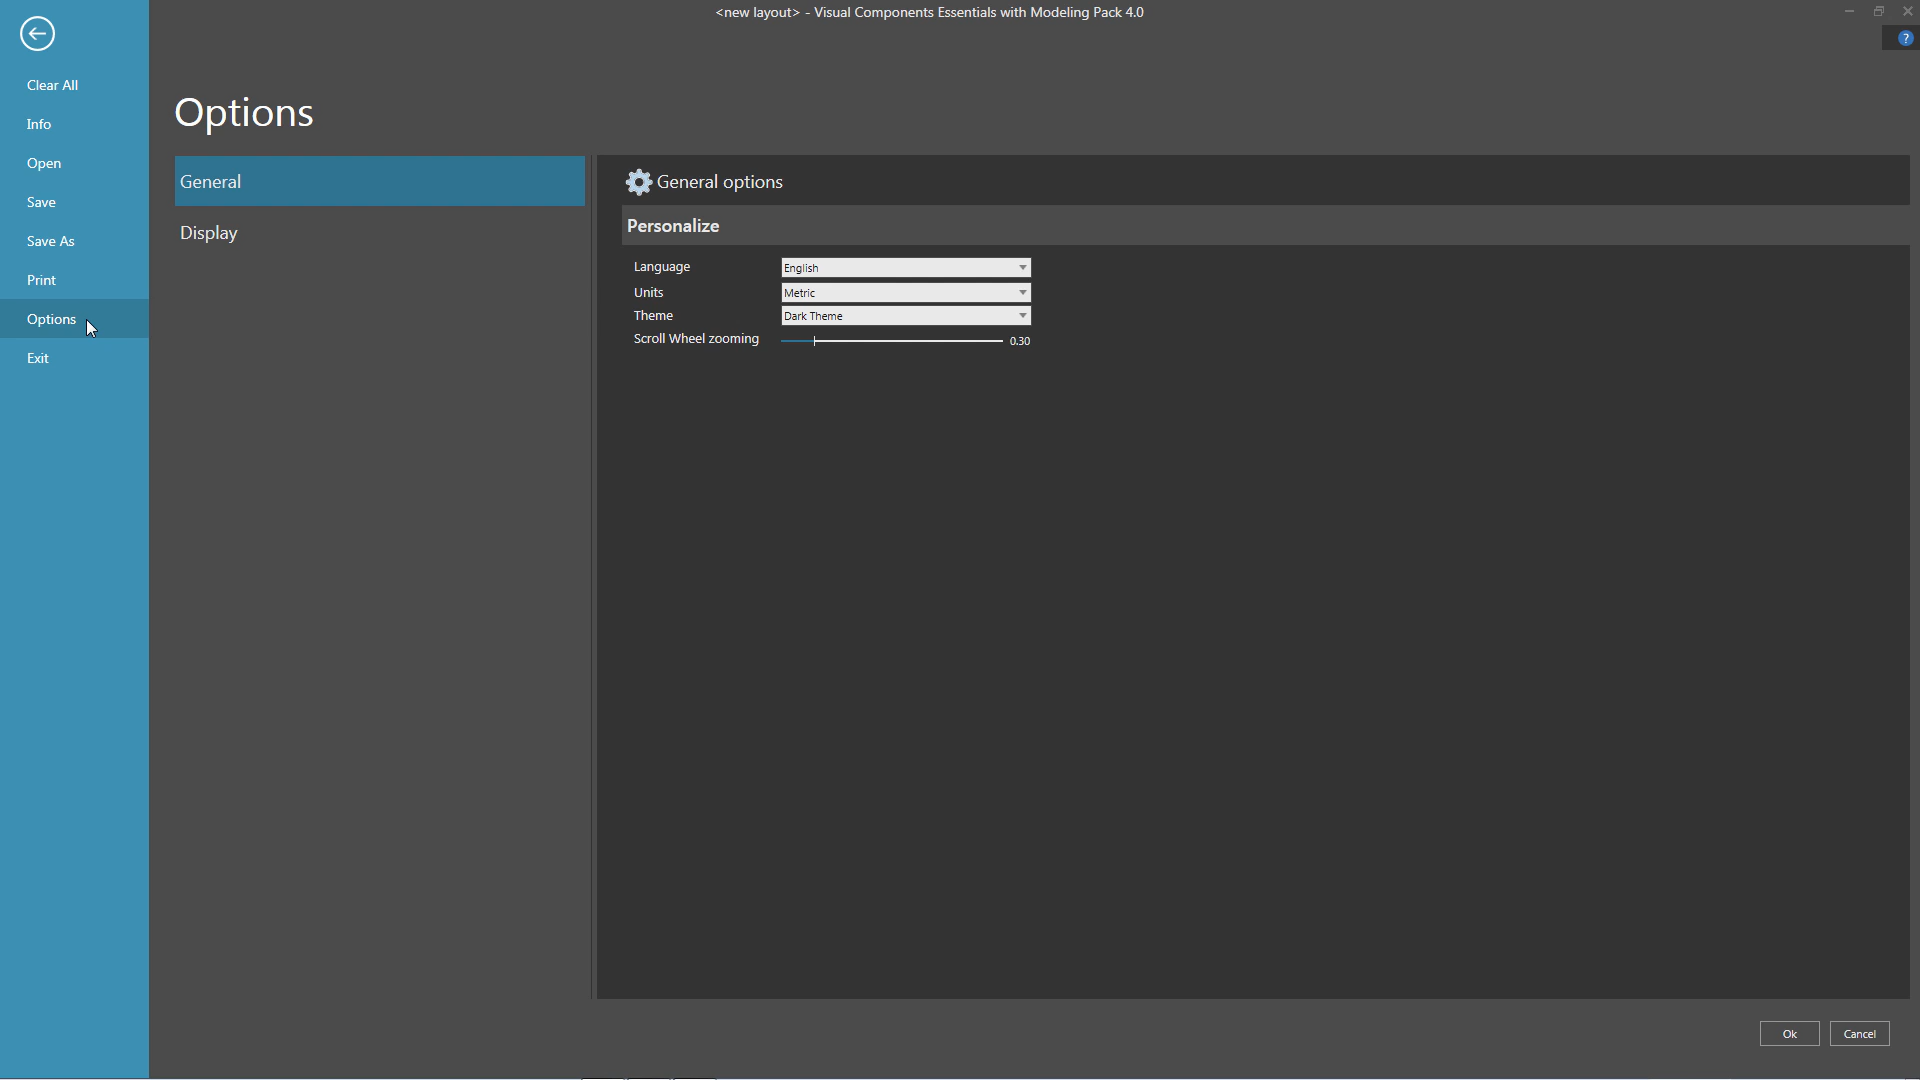 <new layout> - Visual Components Essentials with Modeling Pack 4.0
?
Clear All
Info
Open
Save
Save As
Print
Options
Exit
Options
General
Display
General options
Personalize
Language English
Units Metric
Theme Dark Theme
Scroll Wheel zooming 0.30
Ok Cancel